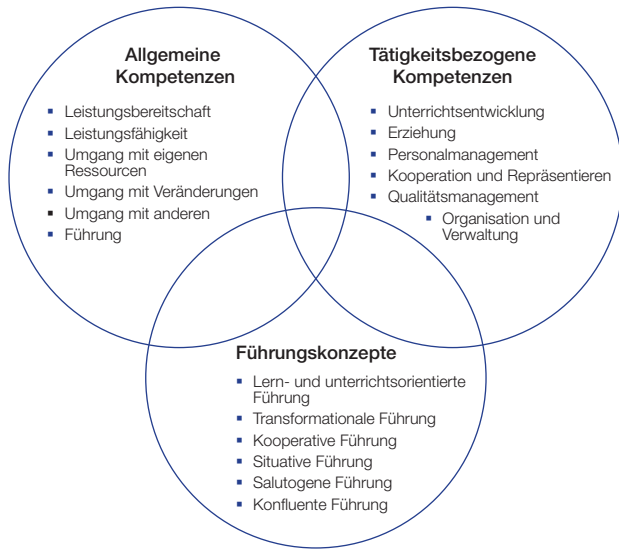 Allgemeine
Kompetenzen
▪ Leistungsbereitschaft
▪ Leistungsfähigkeit
▪ Umgang mit eigenen
Ressourcen
▪ Umgang mit Veränderungen
▪ Umgang mit anderen
▪ Führung
Tätigkeitsbezogene
Kompetenzen
▪ Unterrichtsentwicklung
▪ Erziehung
▪ Personalmanagement
▪ Kooperation und Repräsentieren
▪ Qualitätsmanagement
▪ Organisation und
Verwaltung
Führungskonzepte
▪ Lern- und unterrichtsorientierte
Führung
▪ Transformationale Führung
▪ Kooperative Führung
▪ Situative Führung
▪ Salutogene Führung
▪ Konfluente Führung